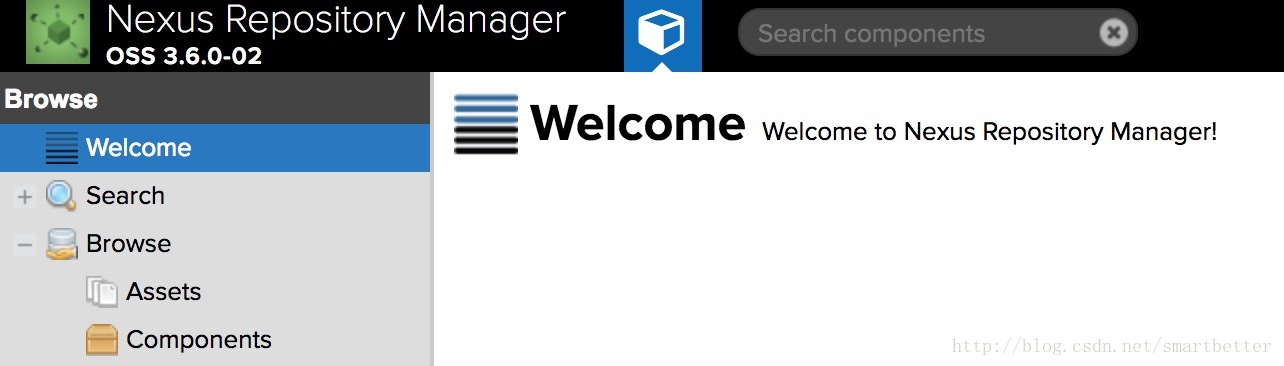 Nexus Repository Manager
OSS 3.6.0-02
Search components
Browse
Welcome
Search
Browse
Assets
Components
Welcome Welcome to Nexus Repository Manager!
http://blog.csdn.net/smartbetter